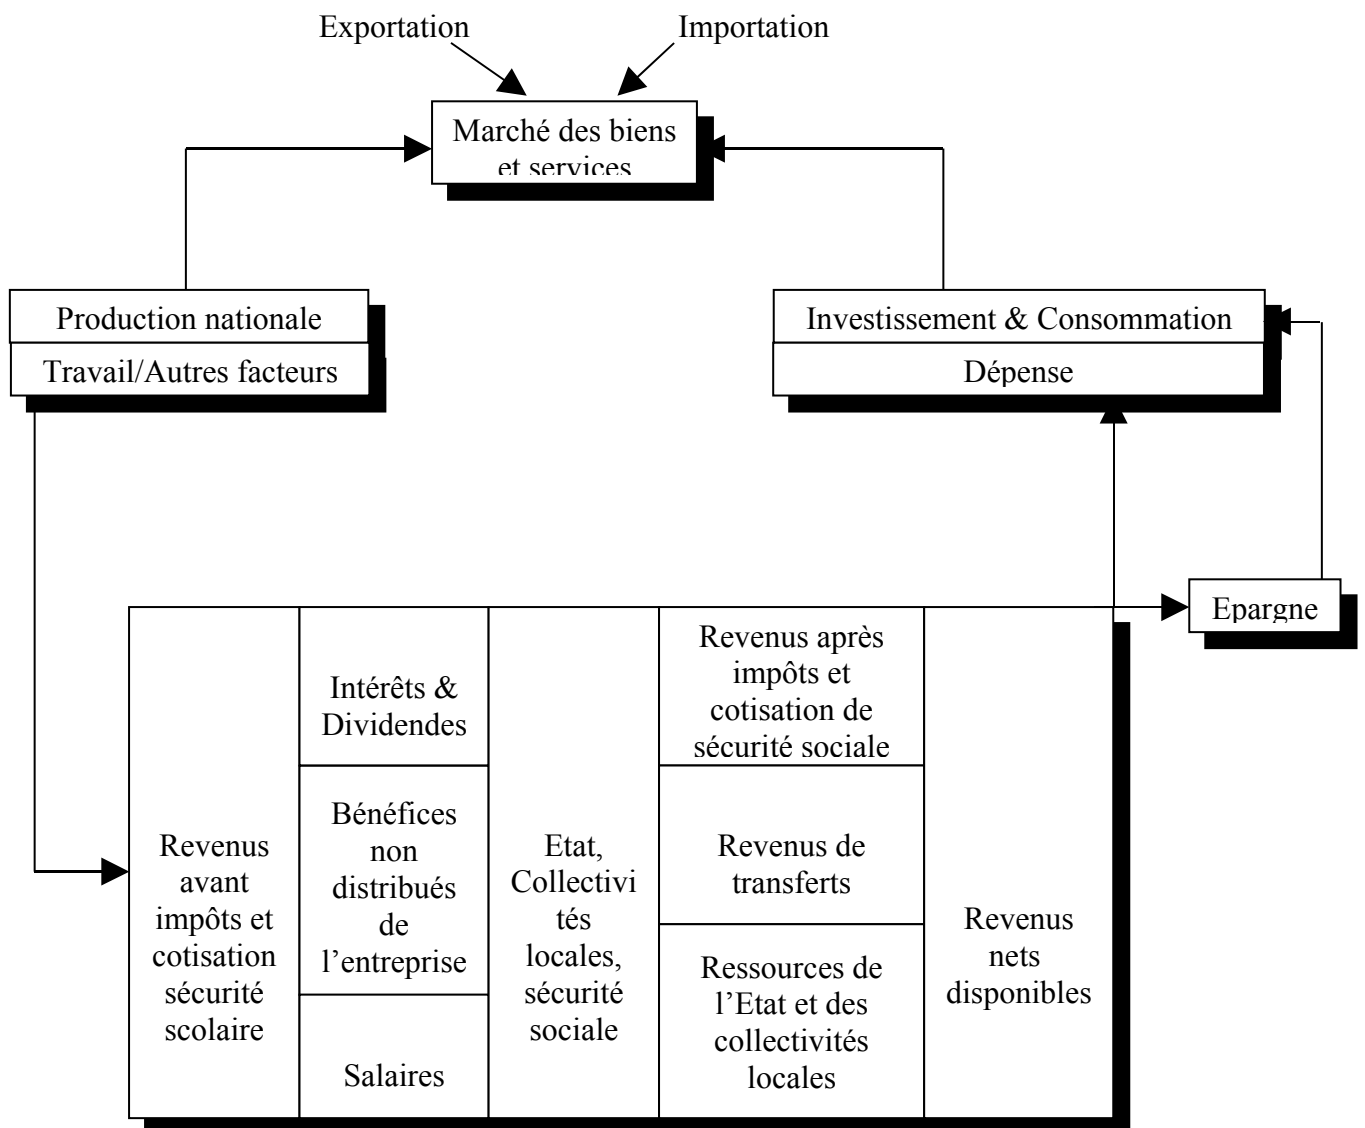 Exportation
Importation
Marché des biens
et services
Production nationale
Travail/Autres facteurs
Investissement & Consommation
Dépense
Epargne
Revenus
avant
impôts et
cotisation
sécurité
scolaire
Intérêts &
Dividendes
Bénéfices
non
distribués
de
l’entreprise
Salaires
Etat,
Collectivi
tés
locales,
sécurité
sociale
Revenus après
impôts et
cotisation de
sécurité sociale
Revenus de
transferts
Ressources de
l’Etat et des
collectivités
locales
Revenus
nets
disponibles